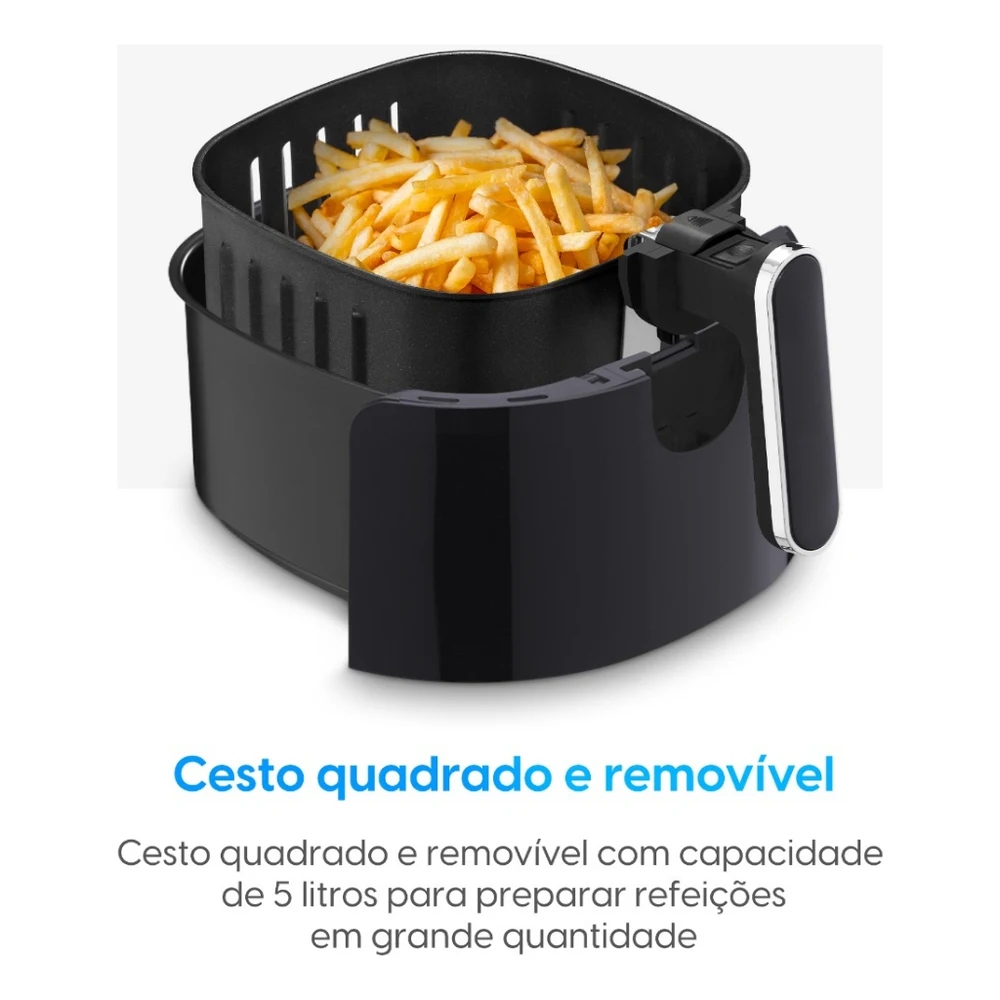 Cesto quadrado e removível
Cesto quadrado e removível com capacidade
de 5 litros para preparar refeições
em grande quantidade